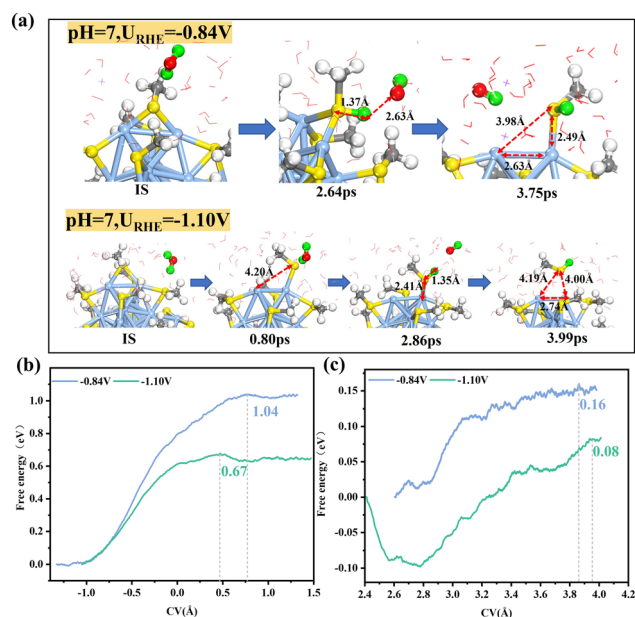 (a)
pH=7,U_RHE=-0.84V
1.37Å
2.63Å
3.98Å
2.49Å
2.63Å
IS
2.64ps
3.75ps
pH=7,U_RHE=-1.10V
4.20Å
2.41Å
1.35Å
4.19Å
4.00Å
2.74Å
IS
0.80ps
2.86ps
3.99ps
(b)
-0.84V
-1.10V
1.04
0.67
Free energy（eV）
1.0
0.8
0.6
0.4
0.2
0.0
-1.0
-0.5
0.0
0.5
1.0
1.5
CV(Å)
(c)
-0.84V
-1.10V
0.16
0.08
Free energy（eV）
0.15
0.10
0.05
0.00
-0.05
-0.10
2.4
2.6
2.8
3.0
3.2
3.4
3.6
3.8
4.0
4.2
CV(Å)